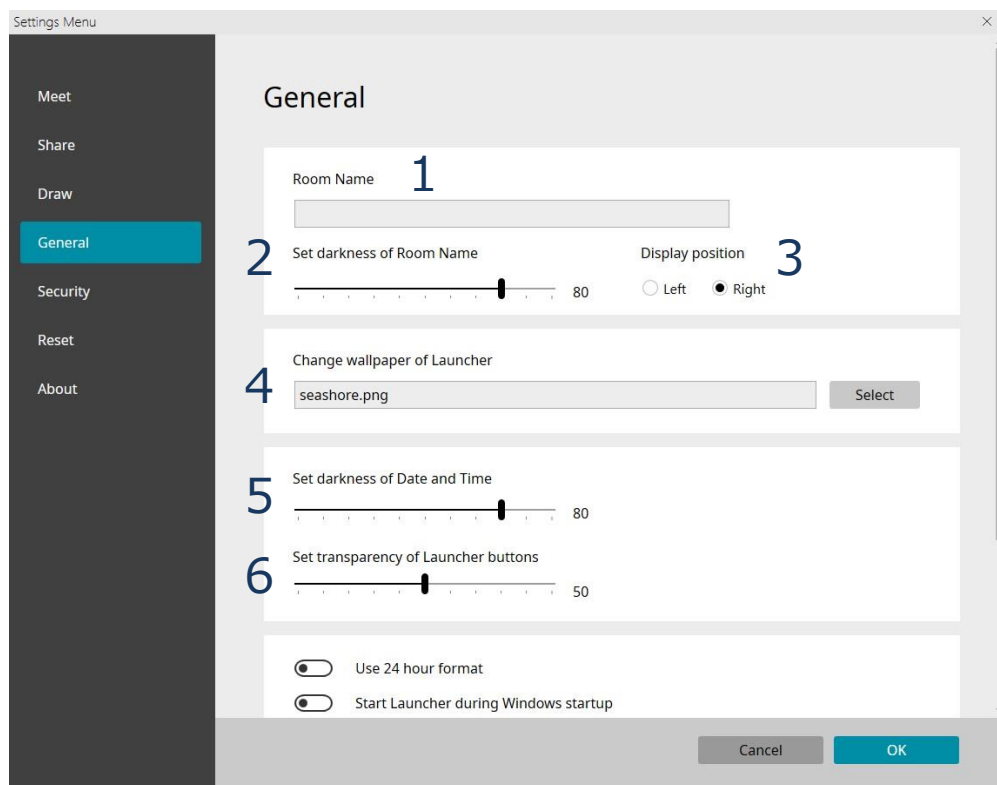 Settings Menu
Meet
Share
Draw
General
Security
Reset
About
General
Room Name 1
2 Set darkness of Room Name
80
Display position 3
Left Right
Change wallpaper of Launcher
4 seashore.png Select
Set darkness of Date and Time
5
80
Set transparency of Launcher buttons
6
50
Use 24 hour format
Start Launcher during Windows startup
Cancel OK